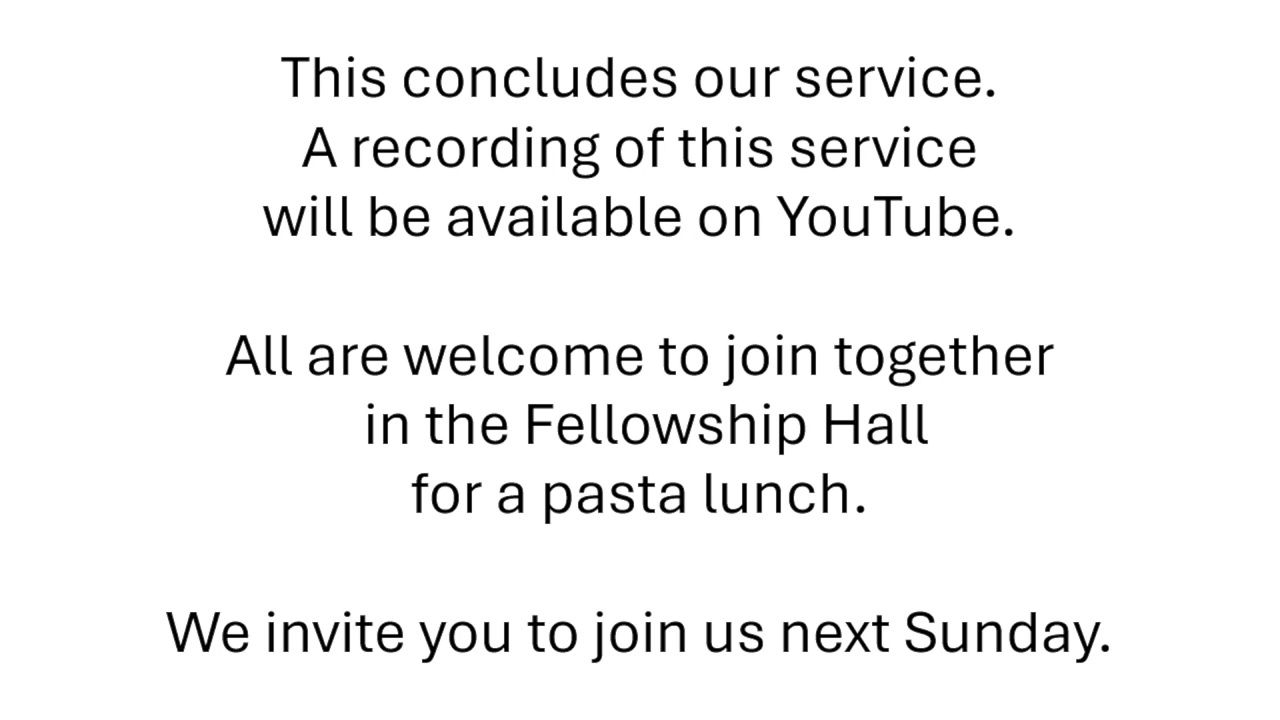 This concludes our service.
A recording of this service
will be available on YouTube.
All are welcome to join together
in the Fellowship Hall
for a pasta lunch.
We invite you to join us next Sunday.